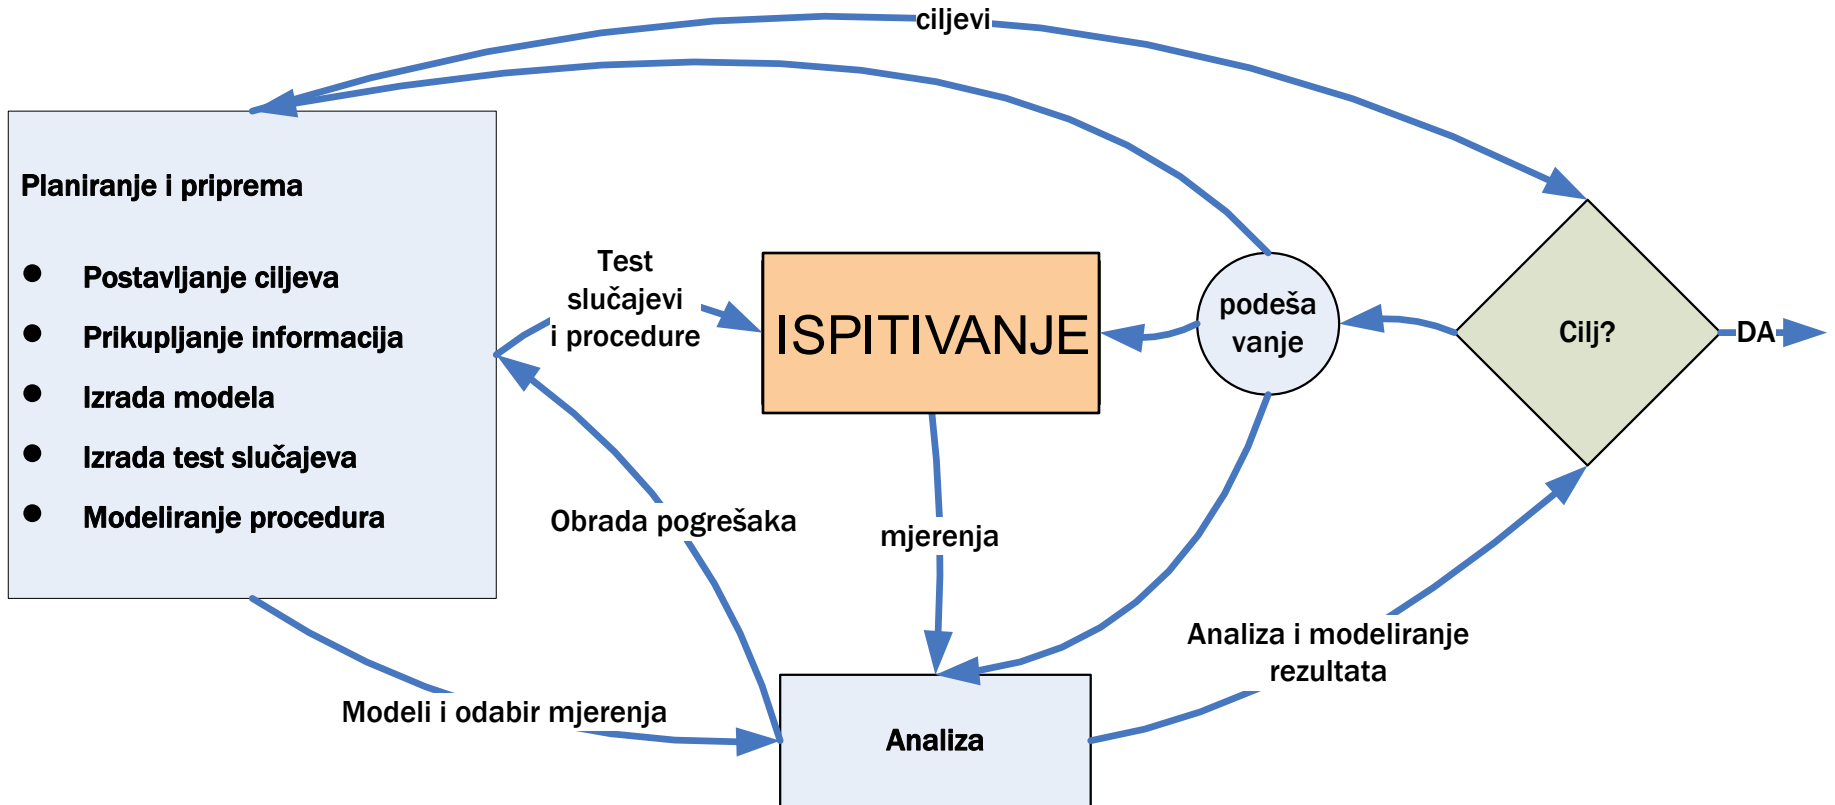 ciljevi
Planiranje i priprema
Postavljanje ciljeva
Prikupljanje informacija
Izrada modela
Izrada test slučajeva
Modeliranje procedura
Test
slučajevi
i procedure
ISPITIVANJE
podeša
vanje
Cilj?
DA
Obrada pogrešaka
mjerenja
Analiza i modeliranje
rezultata
Modeli i odabir mjerenja
Analiza